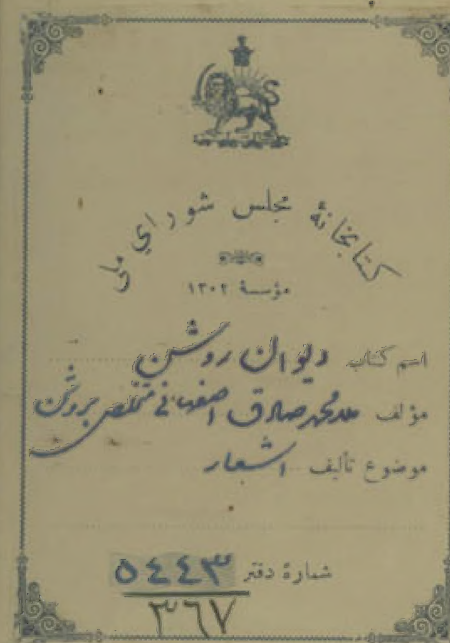 کتابخانهٔ مجلس شورای ملی
مؤسسهٔ ۱۳۰۲
اسم کتاب دیوان روشن
مؤلف محمد صادق اصفهانی متخلص بروشن
موضوع تألیف اشعار
شمارهٔ دفتر ۵٤٤۳
۳۶۷